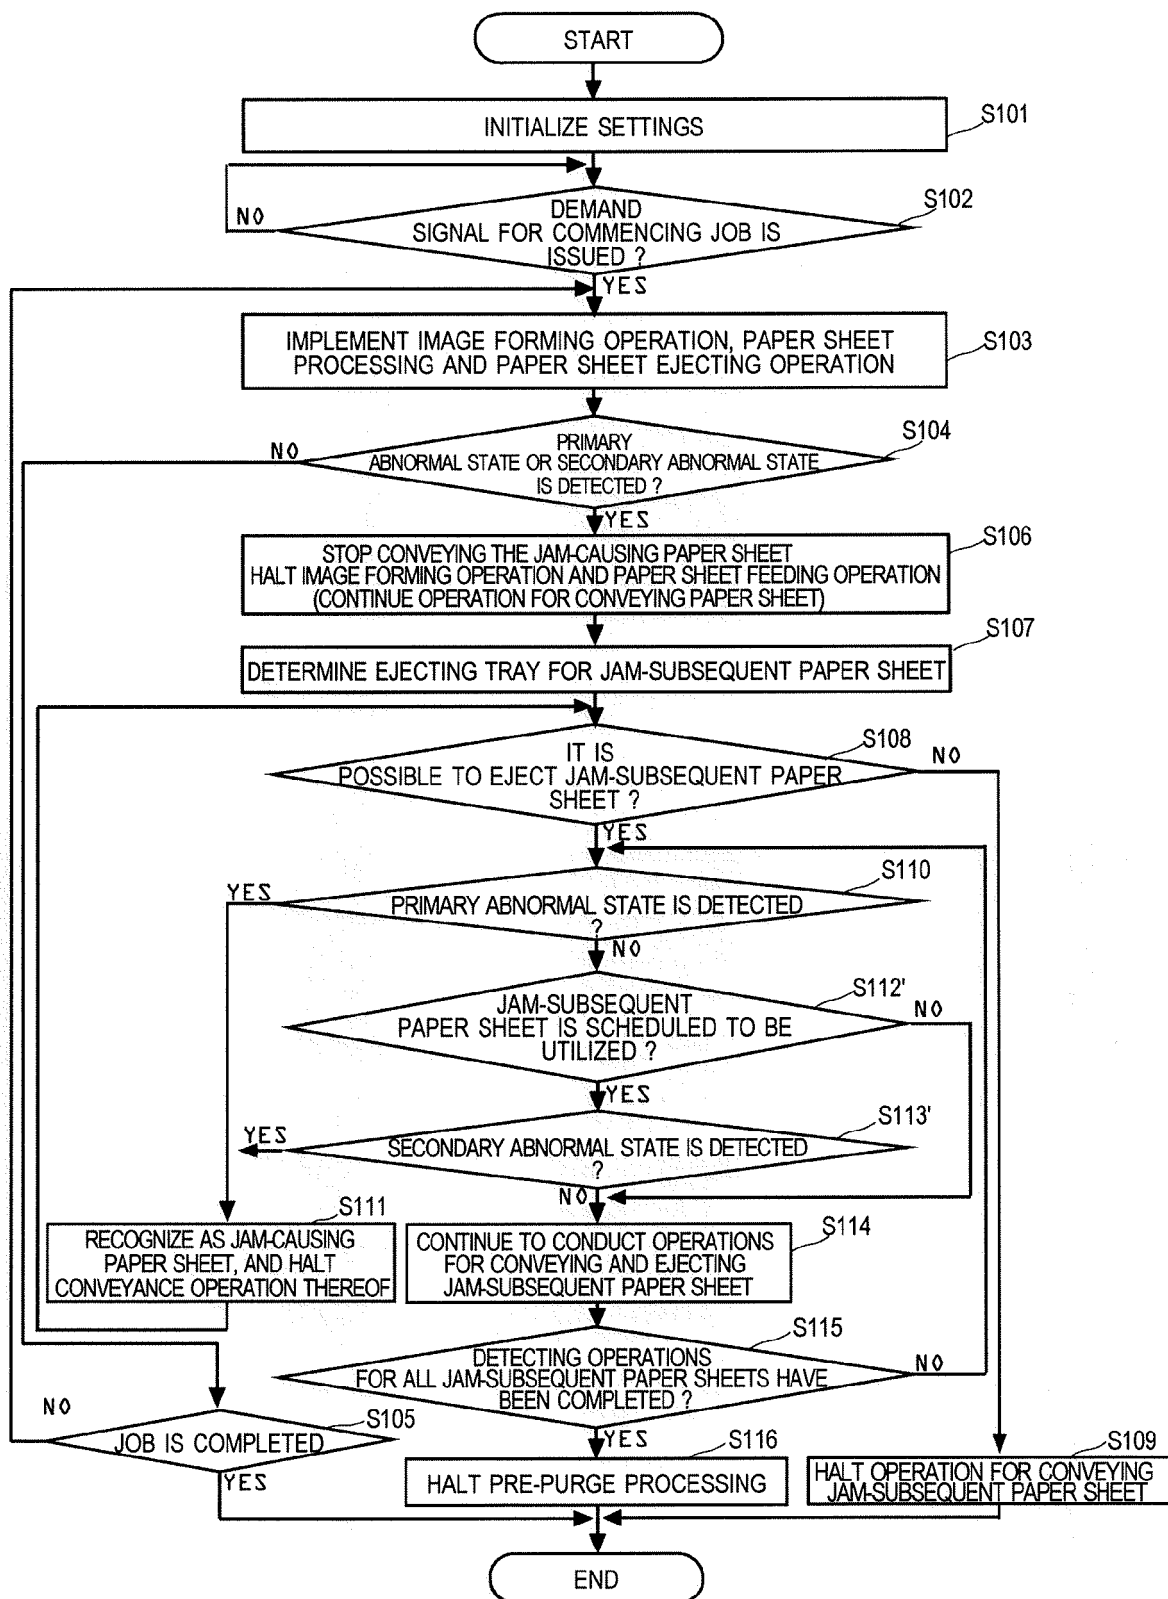 START
INITIALIZE SETTINGS
S101
DEMAND
SIGNAL FOR COMMENCING JOB IS
ISSUED ?
S102
NO
YES
IMPLEMENT IMAGE FORMING OPERATION, PAPER SHEET
PROCESSING AND PAPER SHEET EJECTING OPERATION
S103
PRIMARY
ABNORMAL STATE OR SECONDARY ABNORMAL STATE
IS DETECTED ?
S104
NO
YES
STOP CONVEYING THE JAM-CAUSING PAPER SHEET
HALT IMAGE FORMING OPERATION AND PAPER SHEET FEEDING OPERATION
(CONTINUE OPERATION FOR CONVEYING PAPER SHEET)
S106
DETERMINE EJECTING TRAY FOR JAM-SUBSEQUENT PAPER SHEET
S107
IT IS
POSSIBLE TO EJECT JAM-SUBSEQUENT PAPER
SHEET ?
S108
NO
YES
PRIMARY ABNORMAL STATE IS DETECTED
?
S110
YES
NO
JAM-SUBSEQUENT
PAPER SHEET IS SCHEDULED TO BE
UTILIZED ?
S112'
NO
YES
SECONDARY ABNORMAL STATE IS DETECTED
?
S113'
YES
NO
S111
RECOGNIZE AS JAM-CAUSING
PAPER SHEET, AND HALT
CONVEYANCE OPERATION THEREOF
CONTINUE TO CONDUCT OPERATIONS
FOR CONVEYING AND EJECTING
JAM-SUBSEQUENT PAPER SHEET
S114
DETECTING OPERATIONS
FOR ALL JAM-SUBSEQUENT PAPER SHEETS HAVE
BEEN COMPLETED ?
S115
NO
YES
NO
JOB IS COMPLETED
S105
YES
HALT PRE-PURGE PROCESSING
S116
HALT OPERATION FOR CONVEYING
JAM-SUBSEQUENT PAPER SHEET
S109
END